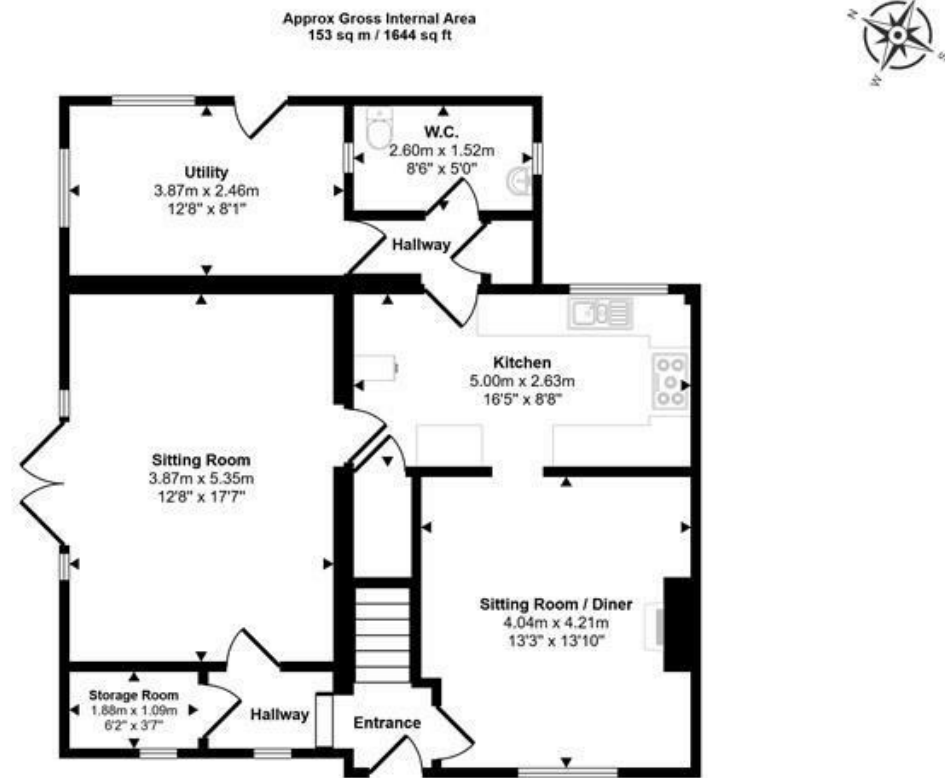 Approx Gross Internal Area
153 sq m / 1644 sq ft
N
S
W
W.C.
2.60m x 1.52m
8'6" x 5'0"
Utility
3.87m x 2.46m
12'8" x 8'1"
Hallway
Kitchen
5.00m x 2.63m
16'5" x 8'8"
Sitting Room
3.87m x 5.35m
12'8" x 17'7"
Sitting Room / Diner
4.04m x 4.21m
13'3" x 13'10"
Storage Room
1.88m x 1.09m
6'2" x 3'7"
Hallway
Entrance